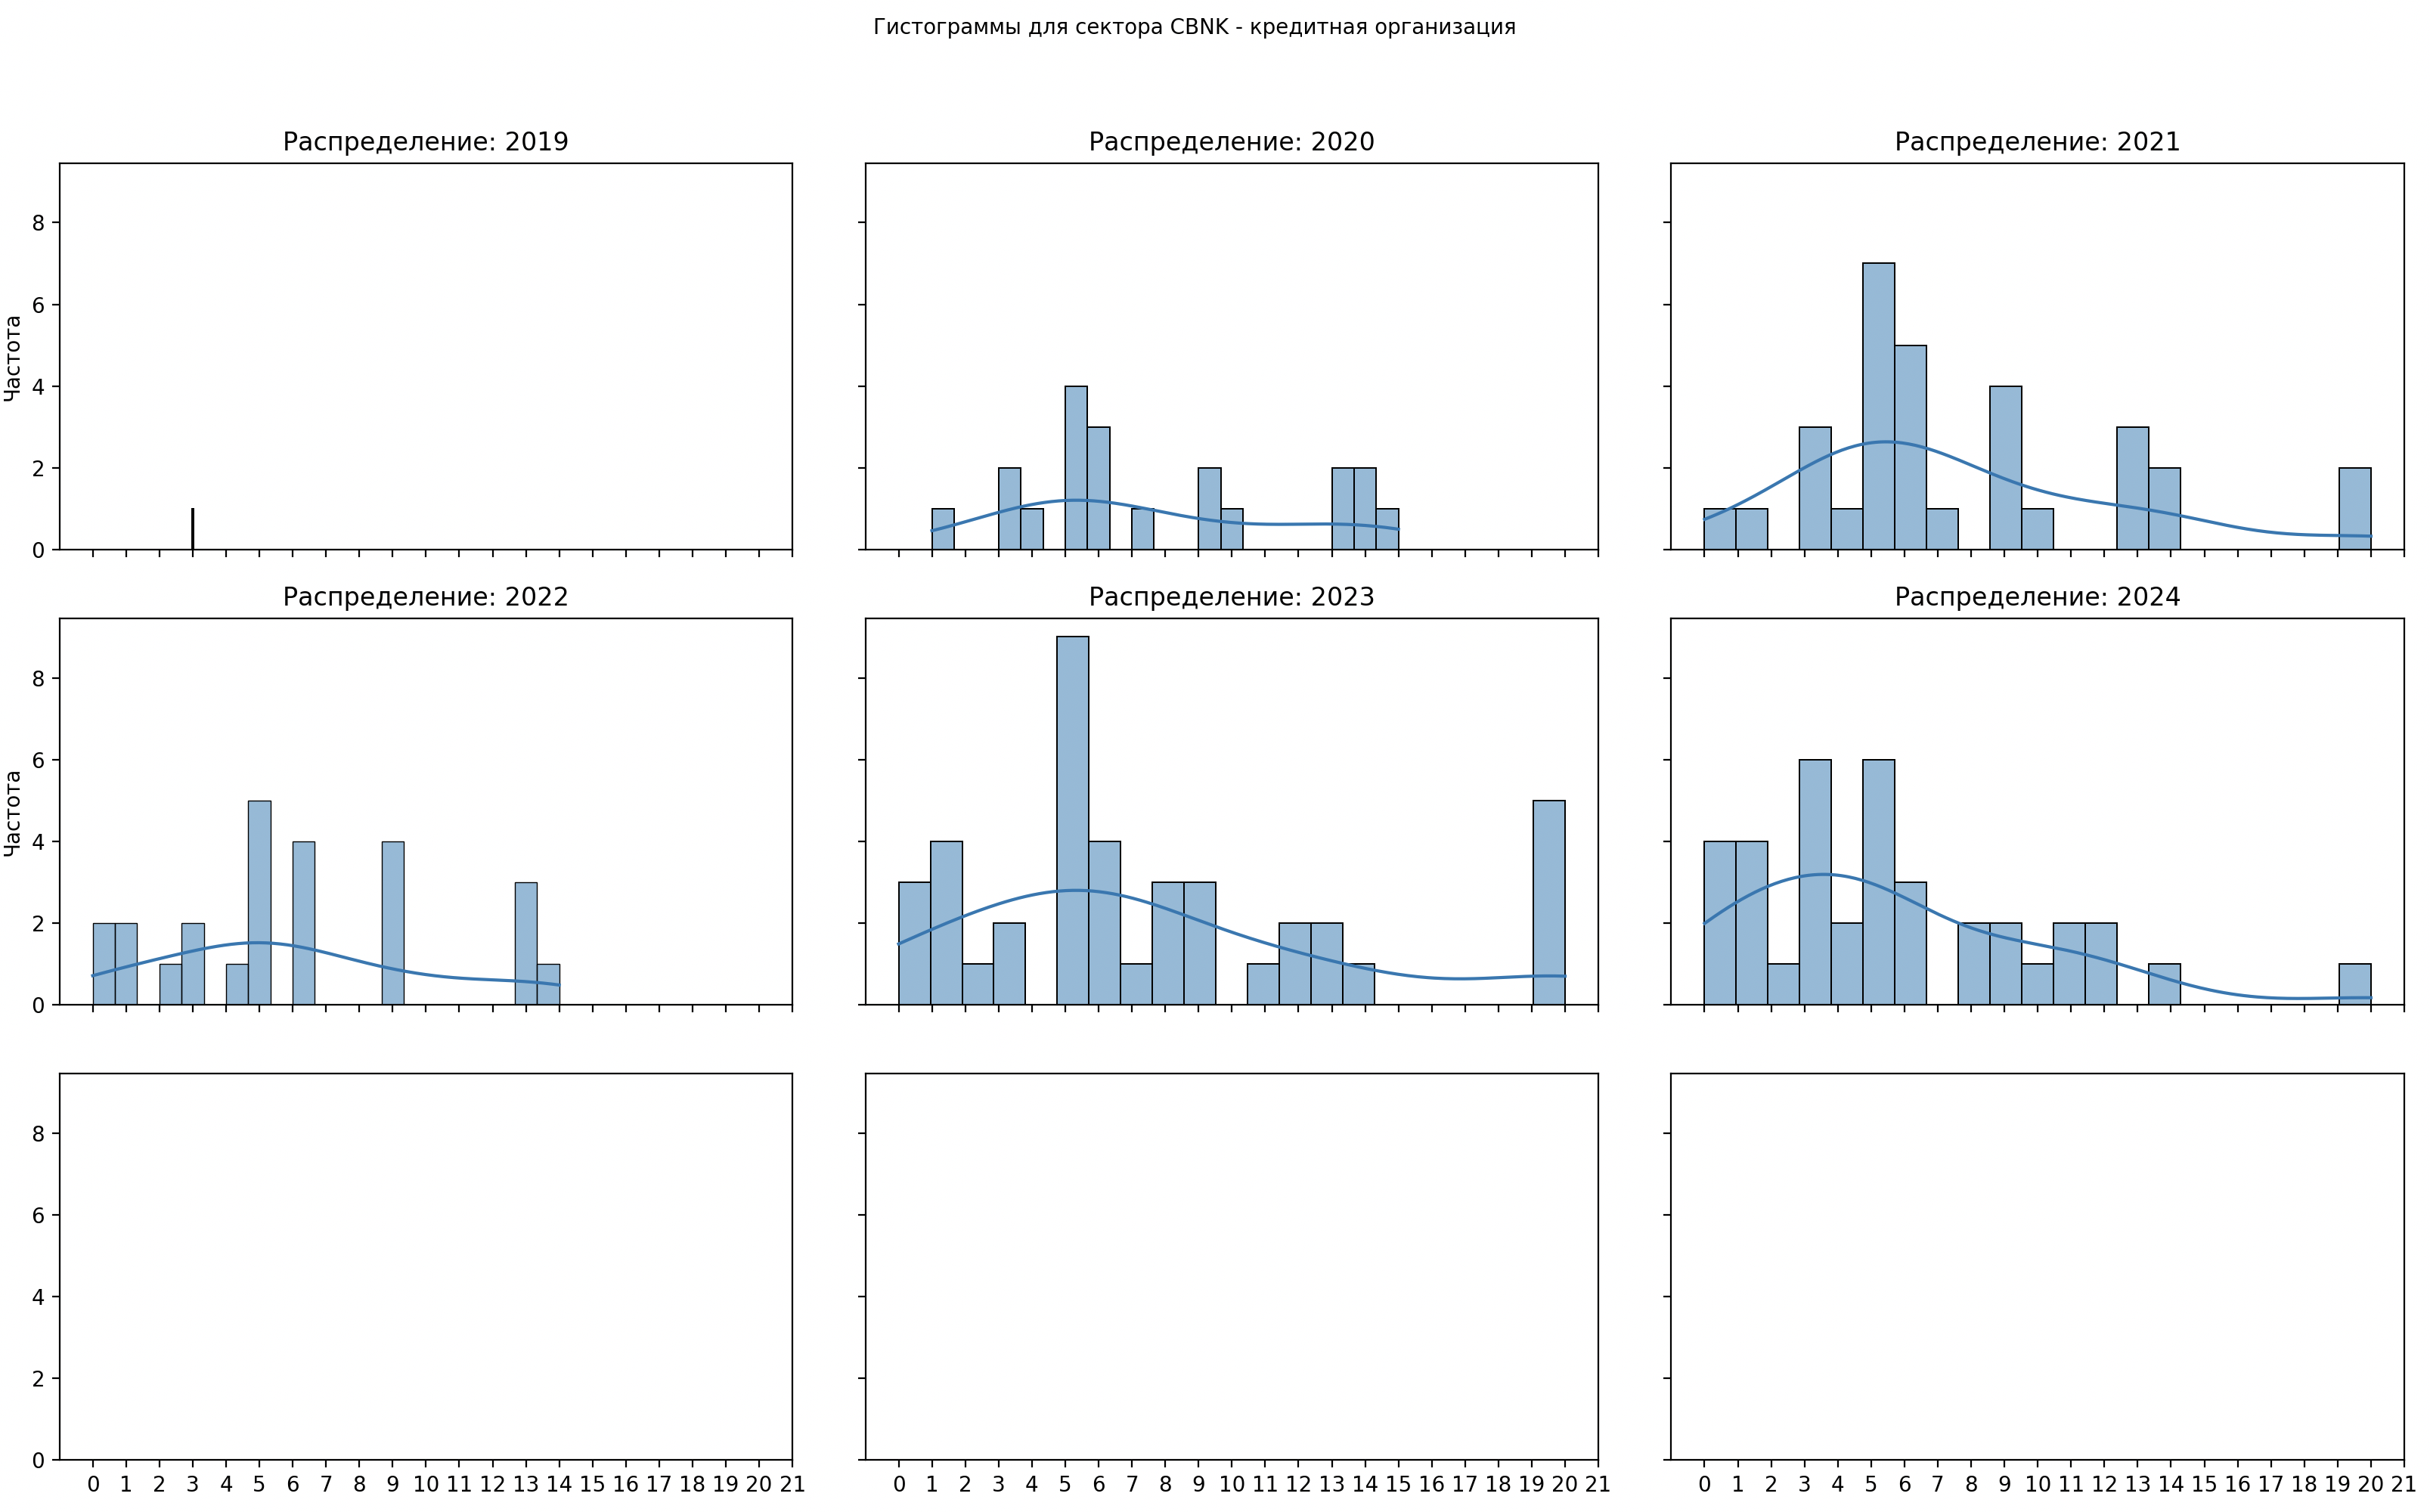 Гистограммы для сектора CBNK - кредитная организация
Распределение: 2019
Распределение: 2020
Распределение: 2021
Частота
8
6
4
2
0
Распределение: 2022
Распределение: 2023
Распределение: 2024
Частота
8
6
4
2
0
8
6
4
2
0
0 1 2 3 4 5 6 7 8 9 10 11 12 13 14 15 16 17 18 19 20 21
0 1 2 3 4 5 6 7 8 9 10 11 12 13 14 15 16 17 18 19 20 21
0 1 2 3 4 5 6 7 8 9 10 11 12 13 14 15 16 17 18 19 20 21